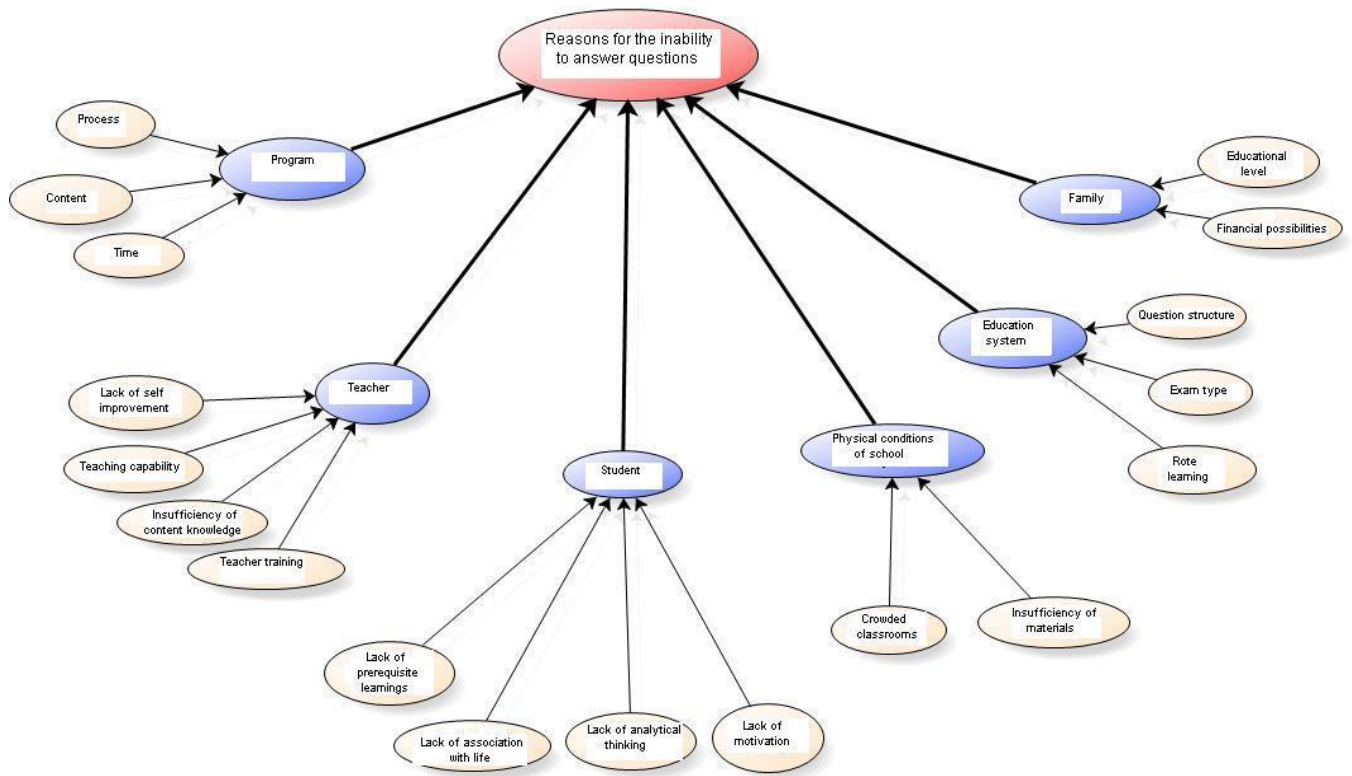 Reasons for the inability
to answer questions
Process
Program
Content
Time
Educational
level
Family
Financial possibilities
Question structure
Education
system
Exam type
Rote
learning
Teacher
Lack of self
improvement
Teaching capability
Insufficiency of
content knowledge
Teacher training
Physical conditions
of school
Student
Crowded
classrooms
Insufficiency of
materials
Lack of
prerequisite
learnings
Lack of association
with life
Lack of analytical
thinking
Lack of
motivation